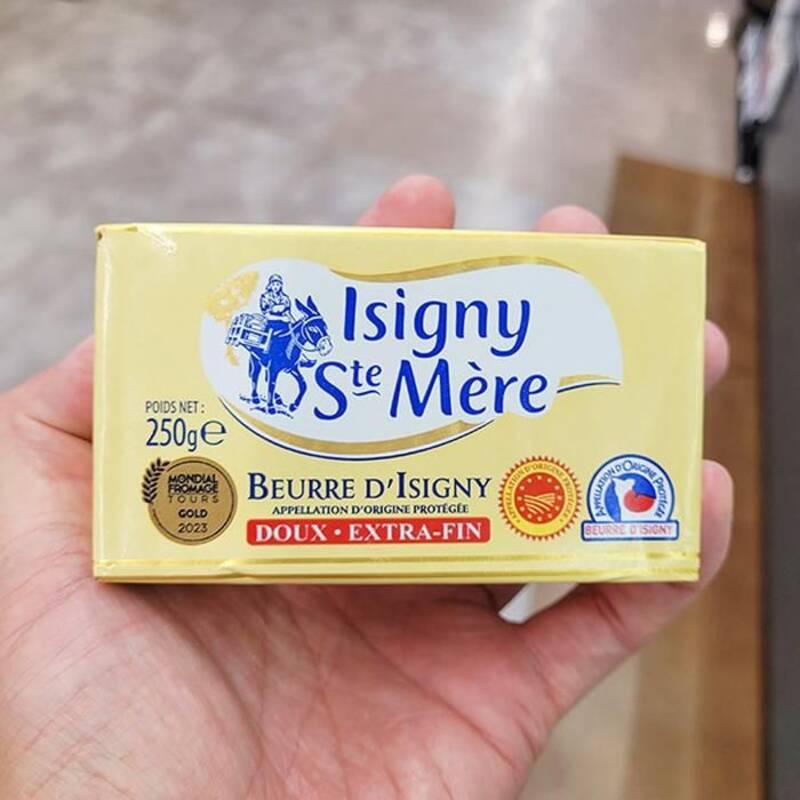 Isigny
Ste Mère
POIDS NET :
250g℮
MONDIAL
FROMAGE
TOURS
GOLD
2023
BEURRE D'ISIGNY
APPELLATION D'ORIGINE PROTÉGÉE
DOUX • EXTRA-FIN
APPELLATION D'ORIGINE PROTÉGÉE
APPELLATION D'ORIGINE PROTÉGÉE
BEURRE D'ISIGNY